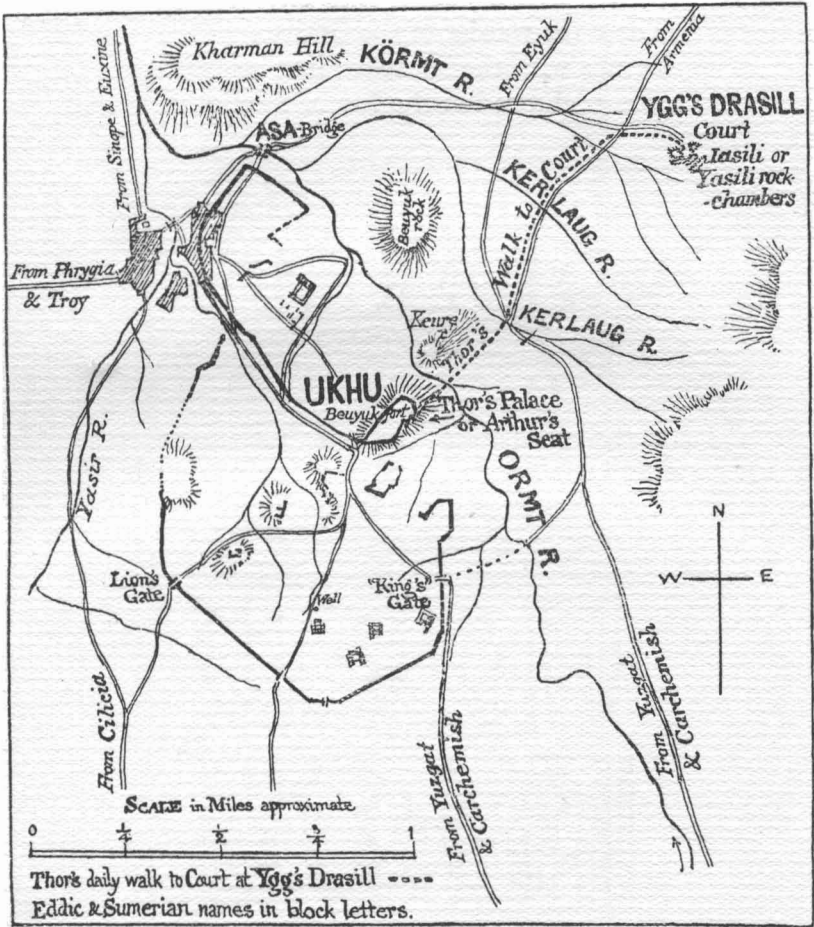 Kharman Hill
KÖRMT R.
From Eyuk
From
Armenia
From Sinope & Euxine
ASA-Bridge
YGG'S DRASILL
Court
Iasili or
Yasili rock
-chambers
Beuyuk
rock
Walk to Court
KERLAUG R.
From Phrygia
& Troy
Thor's
KERLAUG R.
UKHU
Beuyuk fort
Thor's Palace
or Arthur's
Seat
Yasir R.
ORMT R.
N
W E
S
Lion's
Gate
Well
"King's
Gate"
From Cilicia
From Yuzgat
& Carchemish
From Yuzgat
& Carchemish
SCALE in Miles approximate
0 1/4 1/2 3/4 1
Thor's daily walk to Court at Ygg's Drasill
Eddic & Sumerian names in block letters.